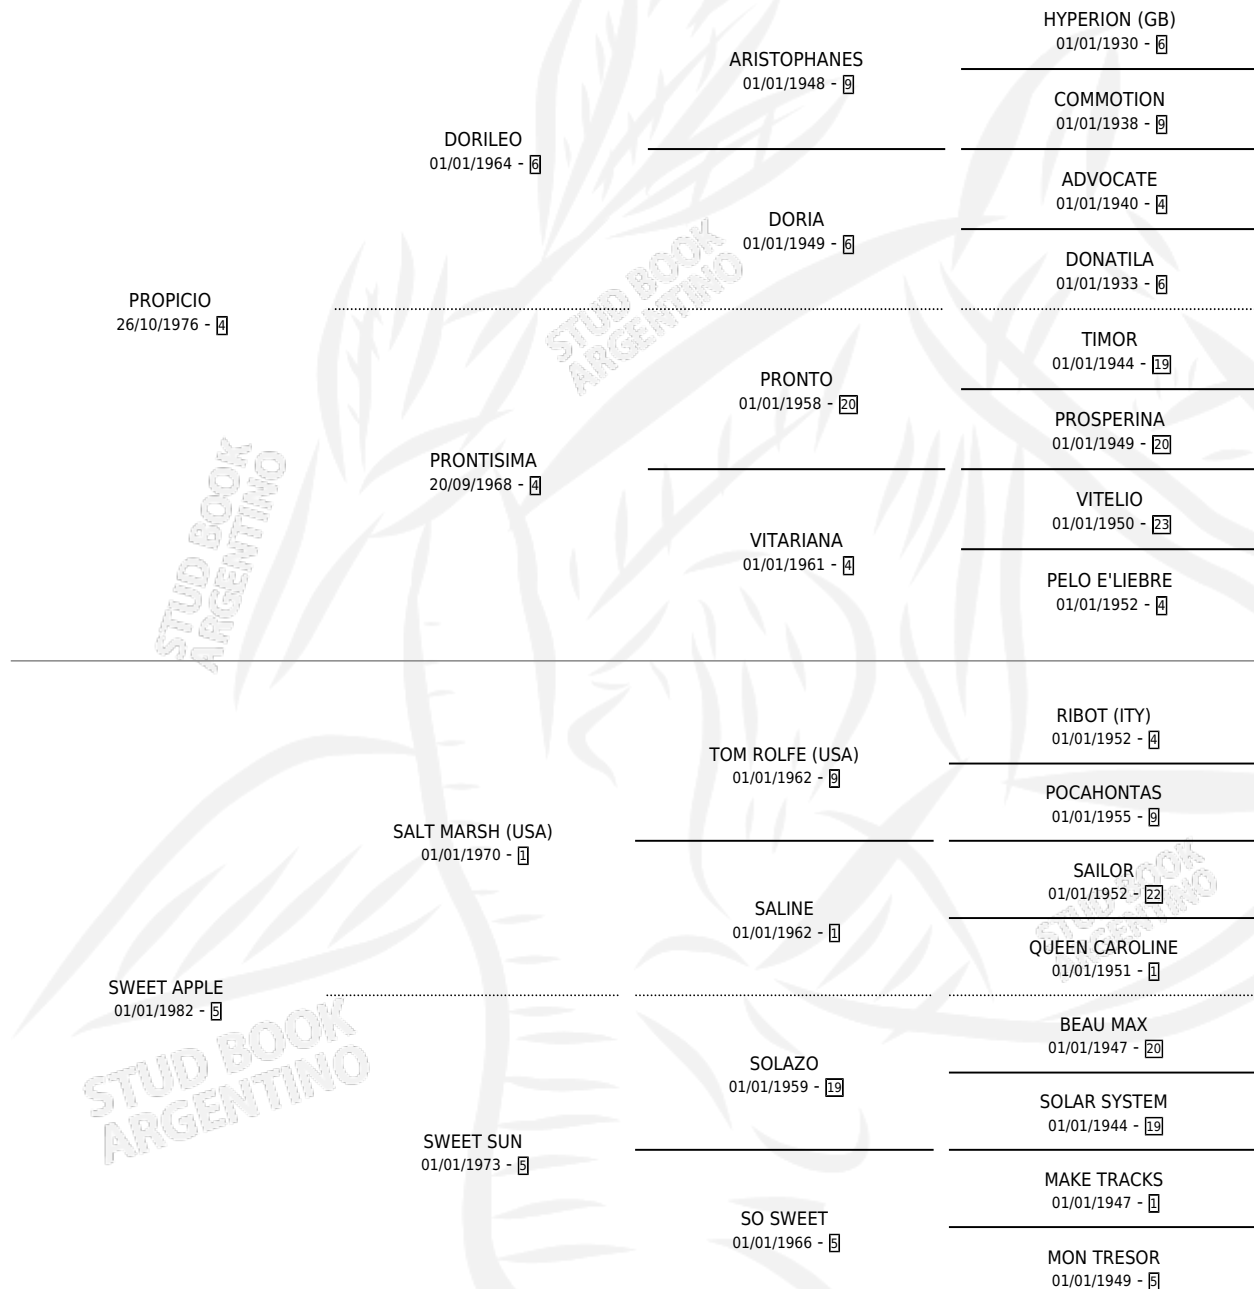 HYPERION (GB)
01/01/1930 - 6
ARISTOPHANES
01/01/1948 - 9
COMMOTION
01/01/1938 - 9
DORILEO
01/01/1964 - 6
ADVOCATE
01/01/1940 - 4
DORIA
01/01/1949 - 6
DONATILA
01/01/1933 - 6
PROPICIO
26/10/1976 - 4
TIMOR
01/01/1944 - 19
PRONTO
01/01/1958 - 20
PROSPERINA
01/01/1949 - 20
PRONTISIMA
20/09/1968 - 4
VITELIO
01/01/1950 - 23
VITARIANA
01/01/1961 - 4
PELO E'LIEBRE
01/01/1952 - 4
RIBOT (ITY)
01/01/1952 - 4
TOM ROLFE (USA)
01/01/1962 - 9
POCAHONTAS
01/01/1955 - 9
SALT MARSH (USA)
01/01/1970 - 1
SAILOR
01/01/1952 - 22
SALINE
01/01/1962 - 1
QUEEN CAROLINE
01/01/1951 - 1
SWEET APPLE
01/01/1982 - 5
BEAU MAX
01/01/1947 - 20
SOLAZO
01/01/1959 - 19
SOLAR SYSTEM
01/01/1944 - 19
SWEET SUN
01/01/1973 - 5
MAKE TRACKS
01/01/1947 - 1
SO SWEET
01/01/1966 - 5
MON TRESOR
01/01/1949 - 5
STUD BOOK
ARGENTINO
STUD BOOK
ARGENTINO
STUD BOOK
ARGENTINO
STUD BOOK
ARGENTINO